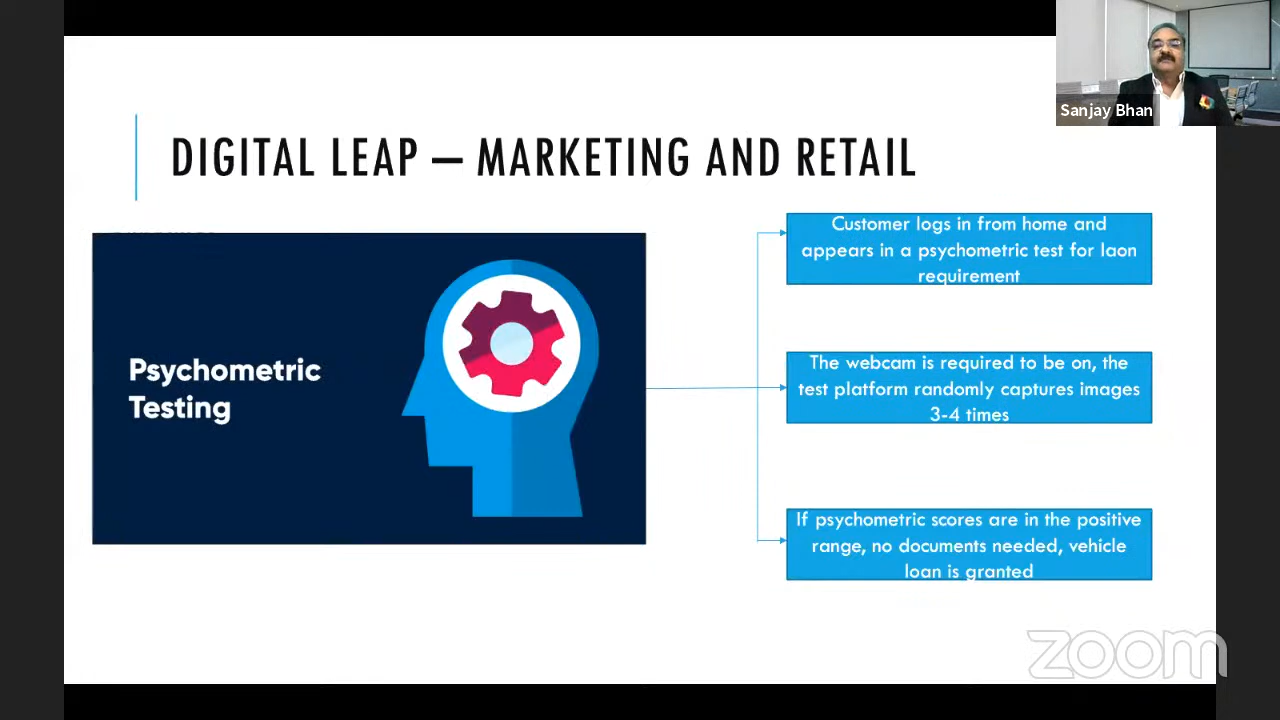 Sanjay Bhan
DIGITAL LEAP – MARKETING AND RETAIL
Psychometric
Testing
Customer logs in from home and
appears in a psychometric test for laon
requirement
The webcam is required to be on, the
test platform randomly captures images
3-4 times
If psychometric scores are in the positive
range, no documents needed, vehicle
loan is granted
zoom